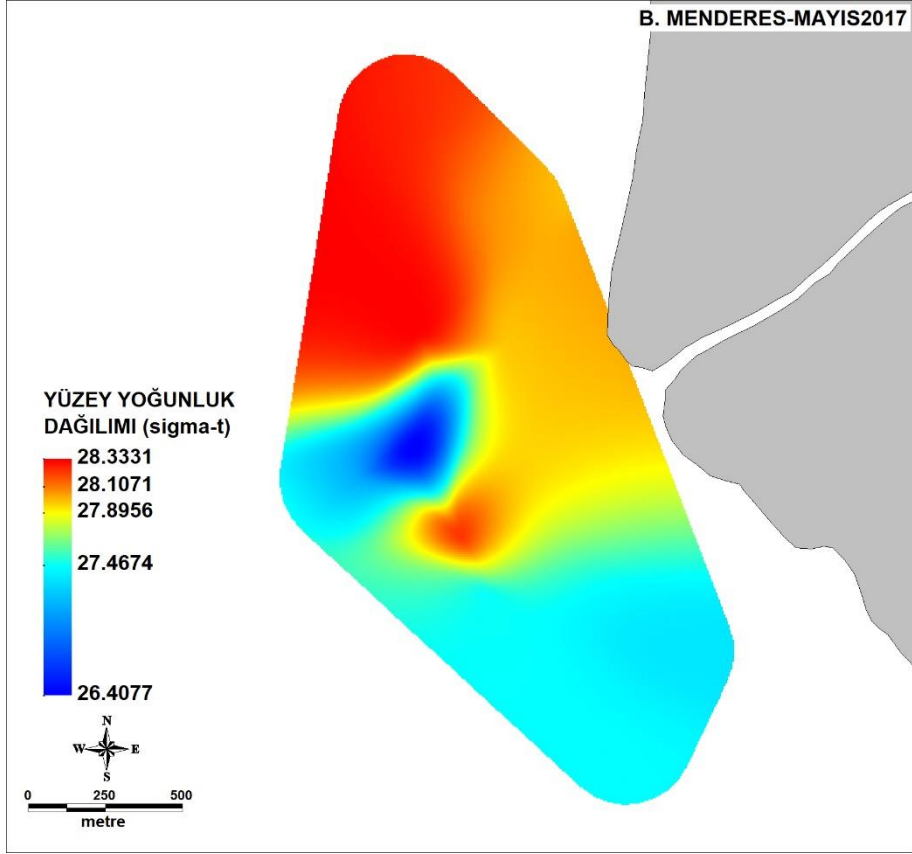 B. MENDERES-MAYIS2017
YÜZEY YOĞUNLUK
DAĞILIMI (sigma-t)
28.3331
28.1071
27.8956
27.4674
26.4077
N
W E
S
0 250 500
metre